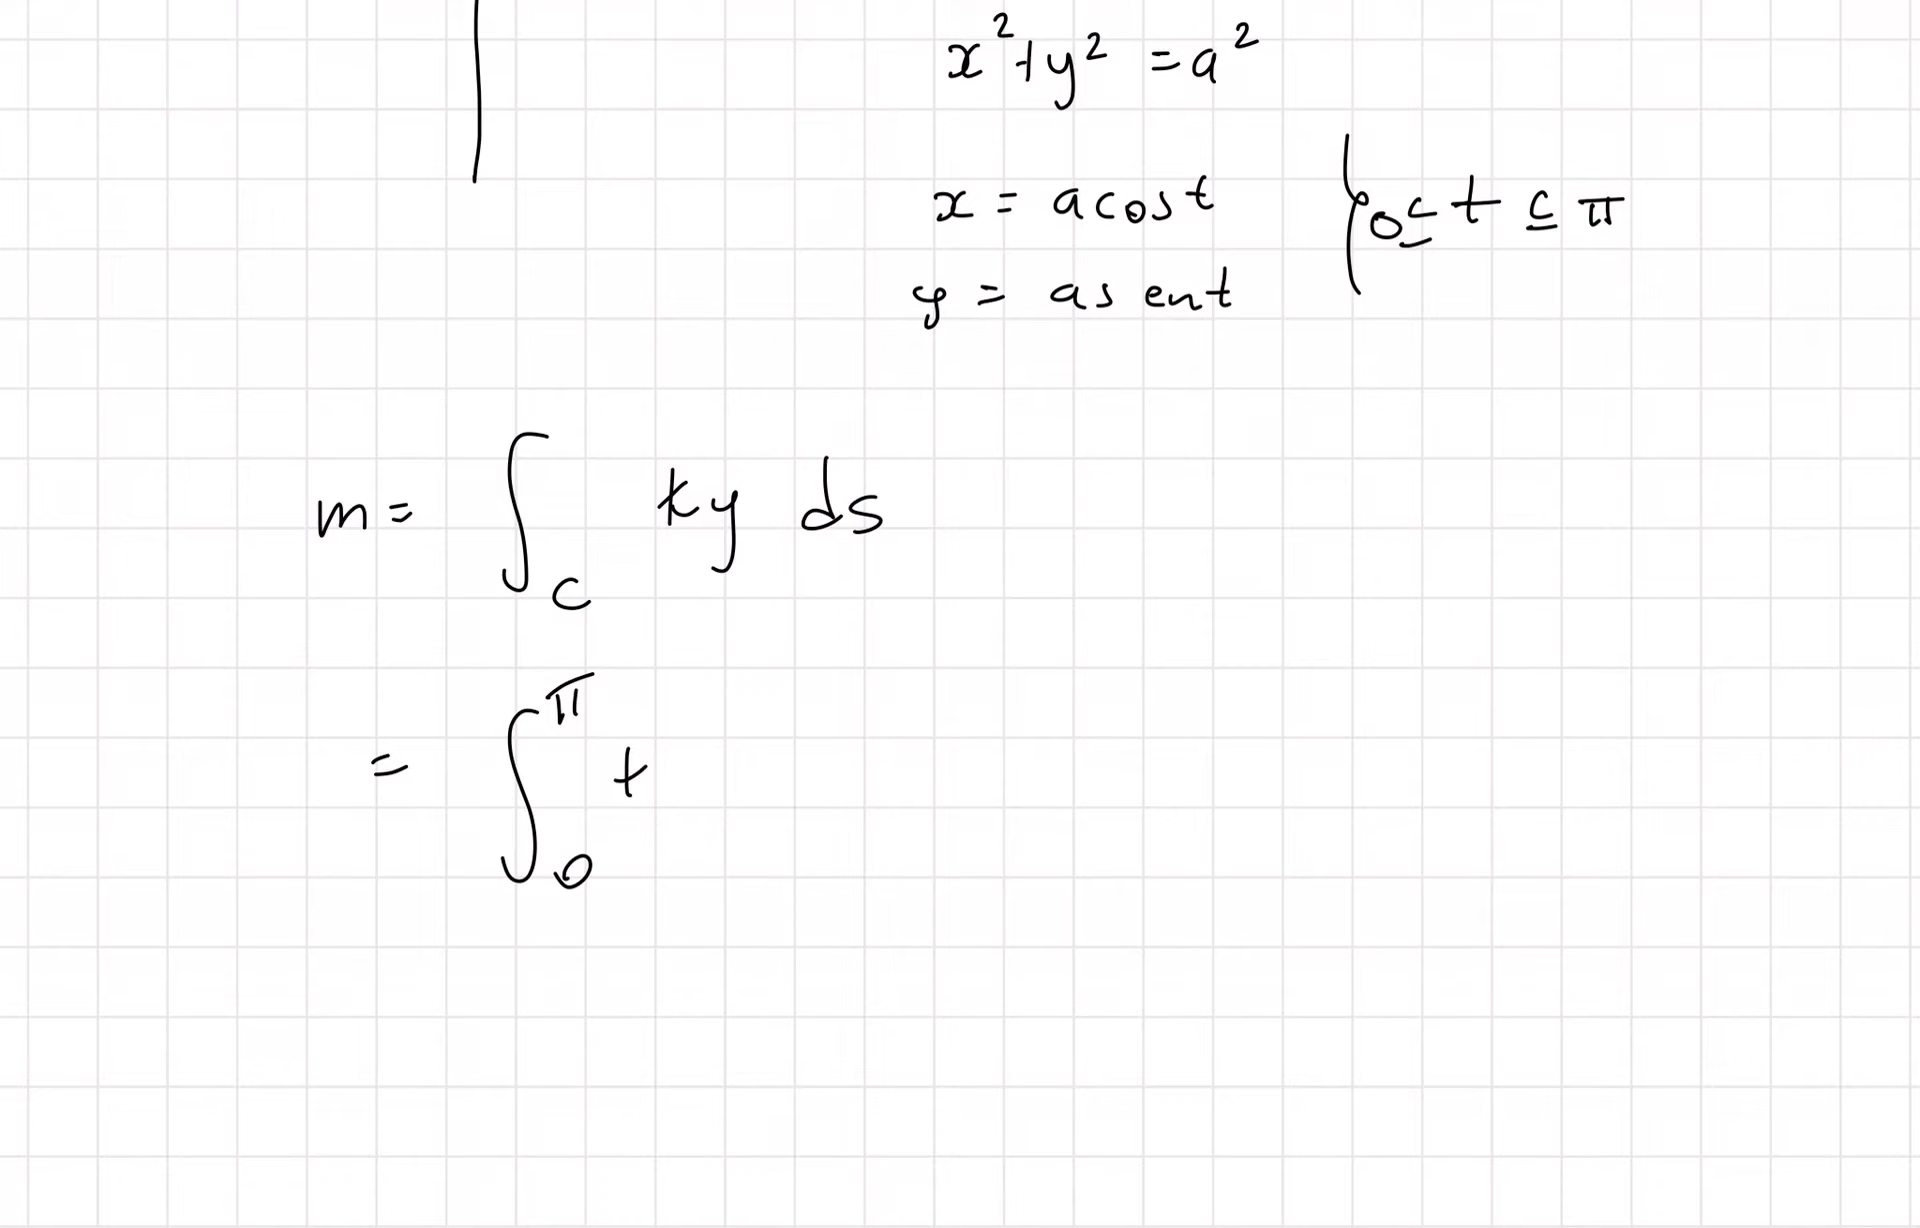 x² + y² = a²
x = a cos t  0 ≤ t ≤ π
y = a sen t
m = ∫_C ky ds
= ∫_0^π t